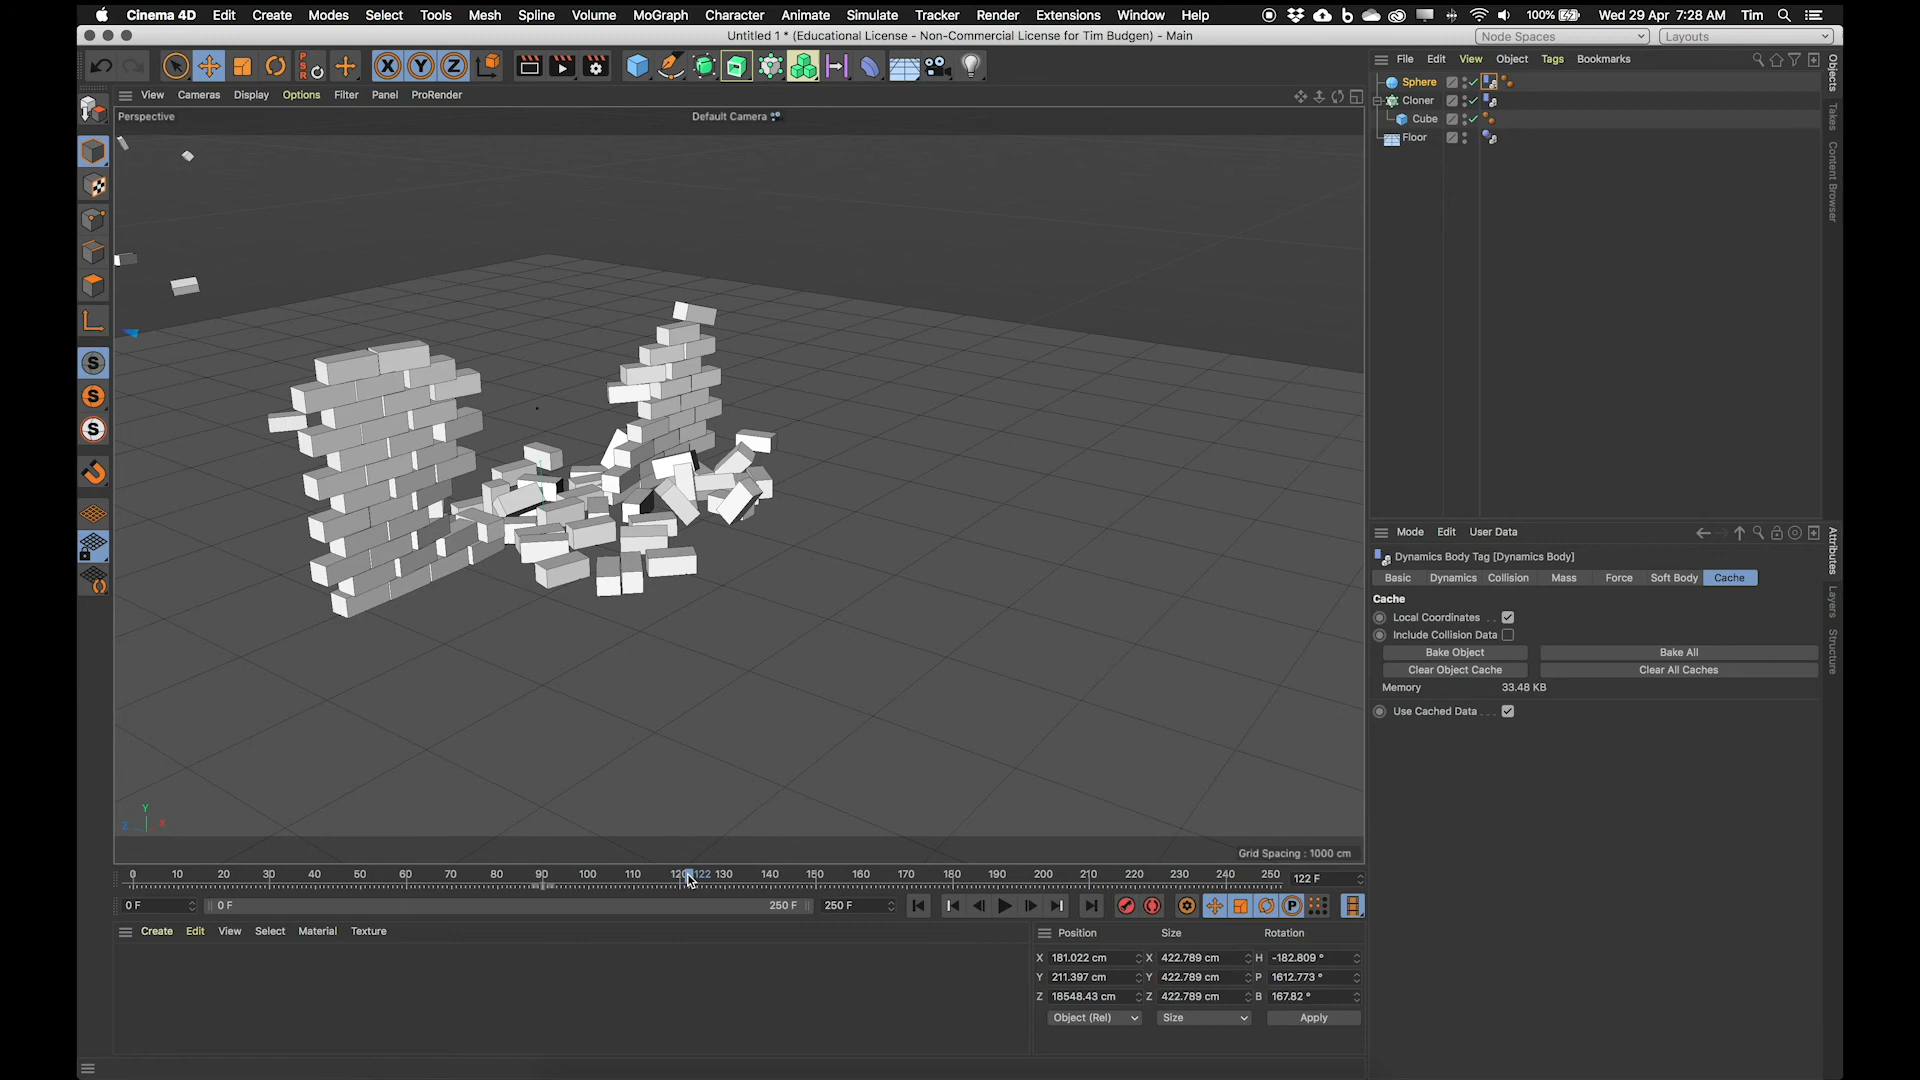 Cinema 4D Edit Create Modes Select Tools Mesh Spline Volume MoGraph Character Animate Simulate Tracker Render Extensions Window Help 100% Wed 29 Apr 7:28 AM Tim
Untitled 1 * (Educational License - Non-Commercial License for Tim Budgen) - Main
Node Spaces Layouts
X Y Z PSR
File Edit View Object Tags Bookmarks
View Cameras Display Options Filter Panel ProRender
Perspective
Default Camera
Sphere
Cloner
Cube
Floor
Objects
Takes
Content Browser
Mode Edit User Data
Dynamics Body Tag [Dynamics Body]
Basic Dynamics Collision Mass Force Soft Body Cache
Cache
Local Coordinates
Include Collision Data
Bake Object Bake All
Clear Object Cache Clear All Caches
Memory 33.48 KB
Use Cached Data
Attributes
Layers
Structure
S
S
S
Y
Z X
Grid Spacing : 1000 cm
0 10 20 30 40 50 60 70 80 90 100 110 120 122 130 140 150 160 170 180 190 200 210 220 230 240 250 122 F
0 F 0 F 250 F 250 F P
Create Edit View Select Material Texture
Position Size Rotation
X 181.022 cm X 422.789 cm H -182.809 °
Y 211.397 cm Y 422.789 cm P 1612.773 °
Z 18548.43 cm Z 422.789 cm B 167.82 °
Object (Rel) Size Apply